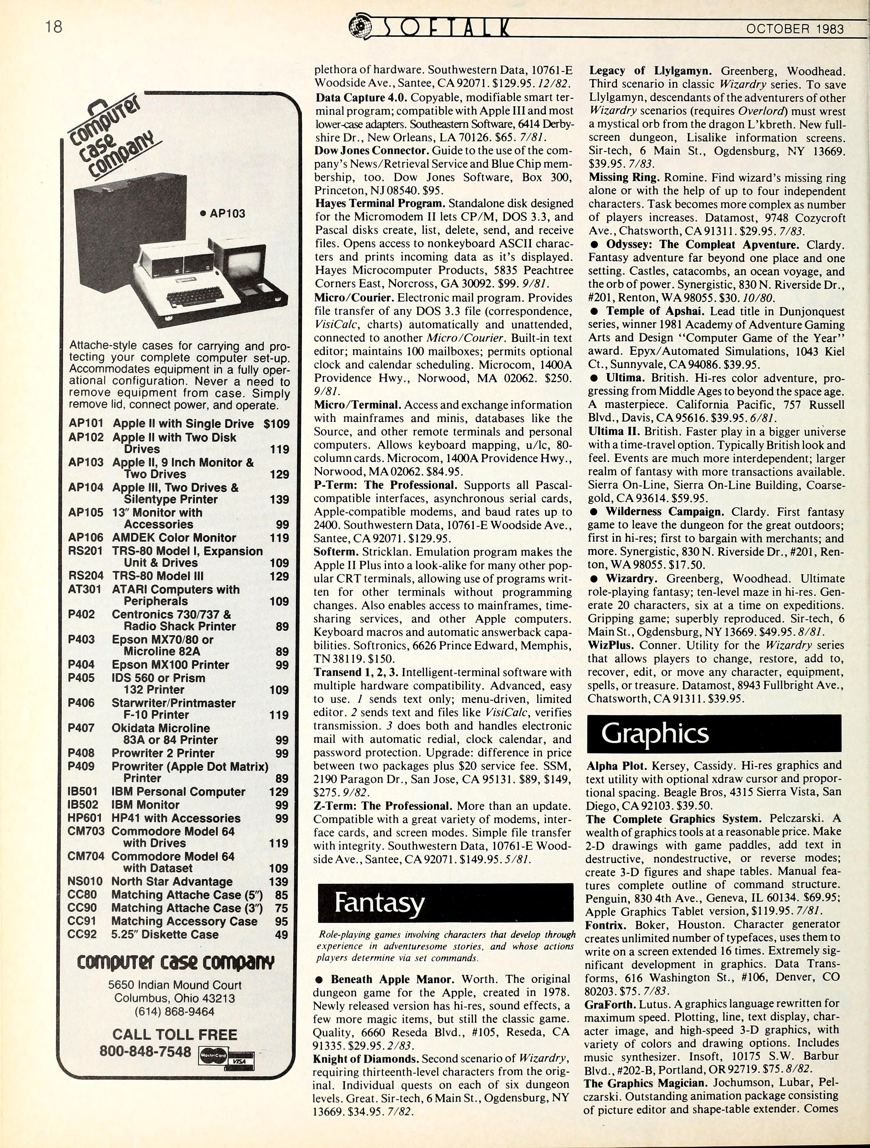 18
SOFTALK
OCTOBER 1983
computer
case
company
• AP103
Attache-style cases for carrying and pro-
tecting your complete computer set-up.
Accommodates equipment in a fully oper-
ational configuration. Never a need to
remove equipment from case. Simply
remove lid, connect power, and operate.
AP101 Apple II with Single Drive $109
AP102 Apple II with Two Disk
Drives 119
AP103 Apple II, 9 Inch Monitor &
Two Drives 129
AP104 Apple III, Two Drives &
Silentype Printer 139
AP105 13″ Monitor with
Accessories 99
AP106 AMDEK Color Monitor 119
RS201 TRS-80 Model I, Expansion
Unit & Drives 109
RS204 TRS-80 Model III 129
AT301 ATARI Computers with
Peripherals 109
P402 Centronics 730/737 &
Radio Shack Printer 89
P403 Epson MX70/80 or
Microline 82A 89
P404 Epson MX100 Printer 99
P405 IDS 560 or Prism
132 Printer 109
P406 Starwriter/Printmaster
F-10 Printer 119
P407 Okidata Microline
83A or 84 Printer 99
P408 Prowriter 2 Printer 99
P409 Prowriter (Apple Dot Matrix)
Printer 89
IB501 IBM Personal Computer 129
IB502 IBM Monitor 99
HP601 HP41 with Accessories 99
CM703 Commodore Model 64
with Drives 119
CM704 Commodore Model 64
with Dataset 109
NS010 North Star Advantage 139
CC80 Matching Attache Case (5″) 85
CC90 Matching Attache Case (3″) 75
CC91 Matching Accessory Case 95
CC92 5.25″ Diskette Case 49
computer case company
5650 Indian Mound Court
Columbus, Ohio 43213
(614) 868-9464
CALL TOLL FREE
800-848-7548 MasterCard VISA
plethora of hardware. Southwestern Data, 10761-E
Woodside Ave., Santee, CA 92071. $129.95. 12/82.
Data Capture 4.0. Copyable, modifiable smart ter-
minal program; compatible with Apple III and most
lower-case adapters. Southeastern Software, 6414 Derby-
shire Dr., New Orleans, LA 70126. $65. 7/81.
Dow Jones Connector. Guide to the use of the com-
pany's News/Retrieval Service and Blue Chip mem-
bership, too. Dow Jones Software, Box 300,
Princeton, NJ 08540. $95.
Hayes Terminal Program. Standalone disk designed
for the Micromodem II lets CP/M, DOS 3.3, and
Pascal disks create, list, delete, send, and receive
files. Opens access to nonkeyboard ASCII charac-
ters and prints incoming data as it's displayed.
Hayes Microcomputer Products, 5835 Peachtree
Corners East, Norcross, GA 30092. $99. 9/81.
Micro/Courier. Electronic mail program. Provides
file transfer of any DOS 3.3 file (correspondence,
VisiCalc, charts) automatically and unattended,
connected to another Micro/Courier. Built-in text
editor; maintains 100 mailboxes; permits optional
clock and calendar scheduling. Microcom, 1400A
Providence Hwy., Norwood, MA 02062. $250.
9/81.
Micro/Terminal. Access and exchange information
with mainframes and minis, databases like the
Source, and other remote terminals and personal
computers. Allows keyboard mapping, u/lc, 80-
column cards. Microcom, 1400A Providence Hwy.,
Norwood, MA 02062. $84.95.
P-Term: The Professional. Supports all Pascal-
compatible interfaces, asynchronous serial cards,
Apple-compatible modems, and baud rates up to
2400. Southwestern Data, 10761-E Woodside Ave.,
Santee, CA 92071. $129.95.
Softerm. Stricklan. Emulation program makes the
Apple II Plus into a look-alike for many other pop-
ular CRT terminals, allowing use of programs writ-
ten for other terminals without programming
changes. Also enables access to mainframes, time-
sharing services, and other Apple computers.
Keyboard macros and automatic answerback capa-
bilities. Softronics, 6626 Prince Edward, Memphis,
TN 38119. $150.
Transend 1, 2, 3. Intelligent-terminal software with
multiple hardware compatibility. Advanced, easy
to use. 1 sends text only; menu-driven, limited
editor. 2 sends text and files like VisiCalc, verifies
transmission. 3 does both and handles electronic
mail with automatic redial, clock calendar, and
password protection. Upgrade: difference in price
between two packages plus $20 service fee. SSM,
2190 Paragon Dr., San Jose, CA 95131. $89, $149,
$275. 9/82.
Z-Term: The Professional. More than an update.
Compatible with a great variety of modems, inter-
face cards, and screen modes. Simple file transfer
with integrity. Southwestern Data, 10761-E Wood-
side Ave., Santee, CA 92071. $149.95. 5/81.
Fantasy
Role-playing games involving characters that develop through
experience in adventuresome stories, and whose actions
players determine via set commands.
• Beneath Apple Manor. Worth. The original
dungeon game for the Apple, created in 1978.
Newly released version has hi-res, sound effects, a
few more magic items, but still the classic game.
Quality, 6660 Reseda Blvd., #105, Reseda, CA
91335. $29.95. 2/83.
Knight of Diamonds. Second scenario of Wizardry,
requiring thirteenth-level characters from the orig-
inal. Individual quests on each of six dungeon
levels. Great. Sir-tech, 6 Main St., Ogdensburg, NY
13669. $34.95. 7/82.
Legacy of Llylgamyn. Greenberg, Woodhead.
Third scenario in classic Wizardry series. To save
Llylgamyn, descendants of the adventurers of other
Wizardry scenarios (requires Overlord) must wrest
a mystical orb from the dragon L'kbreth. New full-
screen dungeon, Lisalike information screens.
Sir-tech, 6 Main St., Ogdensburg, NY 13669.
$39.95. 7/83.
Missing Ring. Romine. Find wizard's missing ring
alone or with the help of up to four independent
characters. Task becomes more complex as number
of players increases. Datamost, 9748 Cozycroft
Ave., Chatsworth, CA 91311. $29.95. 7/83.
• Odyssey: The Compleat Apventure. Clardy.
Fantasy adventure far beyond one place and one
setting. Castles, catacombs, an ocean voyage, and
the orb of power. Synergistic, 830 N. Riverside Dr.,
#201, Renton, WA 98055. $30. 10/80.
• Temple of Apshai. Lead title in Dunjonquest
series, winner 1981 Academy of Adventure Gaming
Arts and Design "Computer Game of the Year"
award. Epyx/Automated Simulations, 1043 Kiel
Ct., Sunnyvale, CA 94086. $39.95.
• Ultima. British. Hi-res color adventure, pro-
gressing from Middle Ages to beyond the space age.
A masterpiece. California Pacific, 757 Russell
Blvd., Davis, CA 95616. $39.95. 6/81.
Ultima II. British. Faster play in a bigger universe
with a time-travel option. Typically British look and
feel. Events are much more interdependent; larger
realm of fantasy with more transactions available.
Sierra On-Line, Sierra On-Line Building, Coarse-
gold, CA 93614. $59.95.
• Wilderness Campaign. Clardy. First fantasy
game to leave the dungeon for the great outdoors;
first in hi-res; first to bargain with merchants; and
more. Synergistic, 830 N. Riverside Dr., #201, Ren-
ton, WA 98055. $17.50.
• Wizardry. Greenberg, Woodhead. Ultimate
role-playing fantasy; ten-level maze in hi-res. Gen-
erate 20 characters, six at a time on expeditions.
Gripping game; superbly reproduced. Sir-tech, 6
Main St., Ogdensburg, NY 13669. $49.95. 8/81.
WizPlus. Conner. Utility for the Wizardry series
that allows players to change, restore, add to,
recover, edit, or move any character, equipment,
spells, or treasure. Datamost, 8943 Fullbright Ave.,
Chatsworth, CA 91311. $39.95.
Graphics
Alpha Plot. Kersey, Cassidy. Hi-res graphics and
text utility with optional xdraw cursor and propor-
tional spacing. Beagle Bros, 4315 Sierra Vista, San
Diego, CA 92103. $39.50.
The Complete Graphics System. Pelczarski. A
wealth of graphics tools at a reasonable price. Make
2-D drawings with game paddles, add text in
destructive, nondestructive, or reverse modes;
create 3-D figures and shape tables. Manual fea-
tures complete outline of command structure.
Penguin, 830 4th Ave., Geneva, IL 60134. $69.95;
Apple Graphics Tablet version, $119.95. 7/81.
Fontrix. Boker, Houston. Character generator
creates unlimited number of typefaces, uses them to
write on a screen extended 16 times. Extremely sig-
nificant development in graphics. Data Trans-
forms, 616 Washington St., #106, Denver, CO
80203. $75. 7/83.
GraForth. Lutus. A graphics language rewritten for
maximum speed. Plotting, line, text display, char-
acter image, and high-speed 3-D graphics, with
variety of colors and drawing options. Includes
music synthesizer. Insoft, 10175 S.W. Barbur
Blvd., #202-B, Portland, OR 92719. $75. 8/82.
The Graphics Magician. Jochumson, Lubar, Pel-
czarski. Outstanding animation package consisting
of picture editor and shape-table extender. Comes